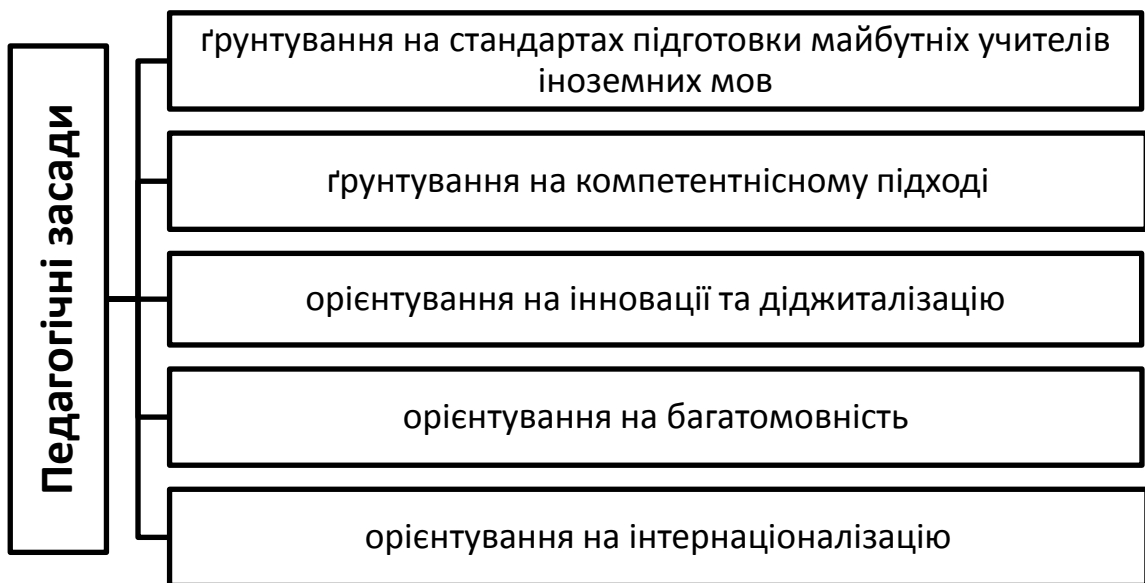 Педагогічні засади
ґрунтування на стандартах підготовки майбутніх учителів
іноземних мов
ґрунтування на компетентнісному підході
орієнтування на інновації та діджиталізацію
орієнтування на багатомовність
орієнтування на інтернаціоналізацію